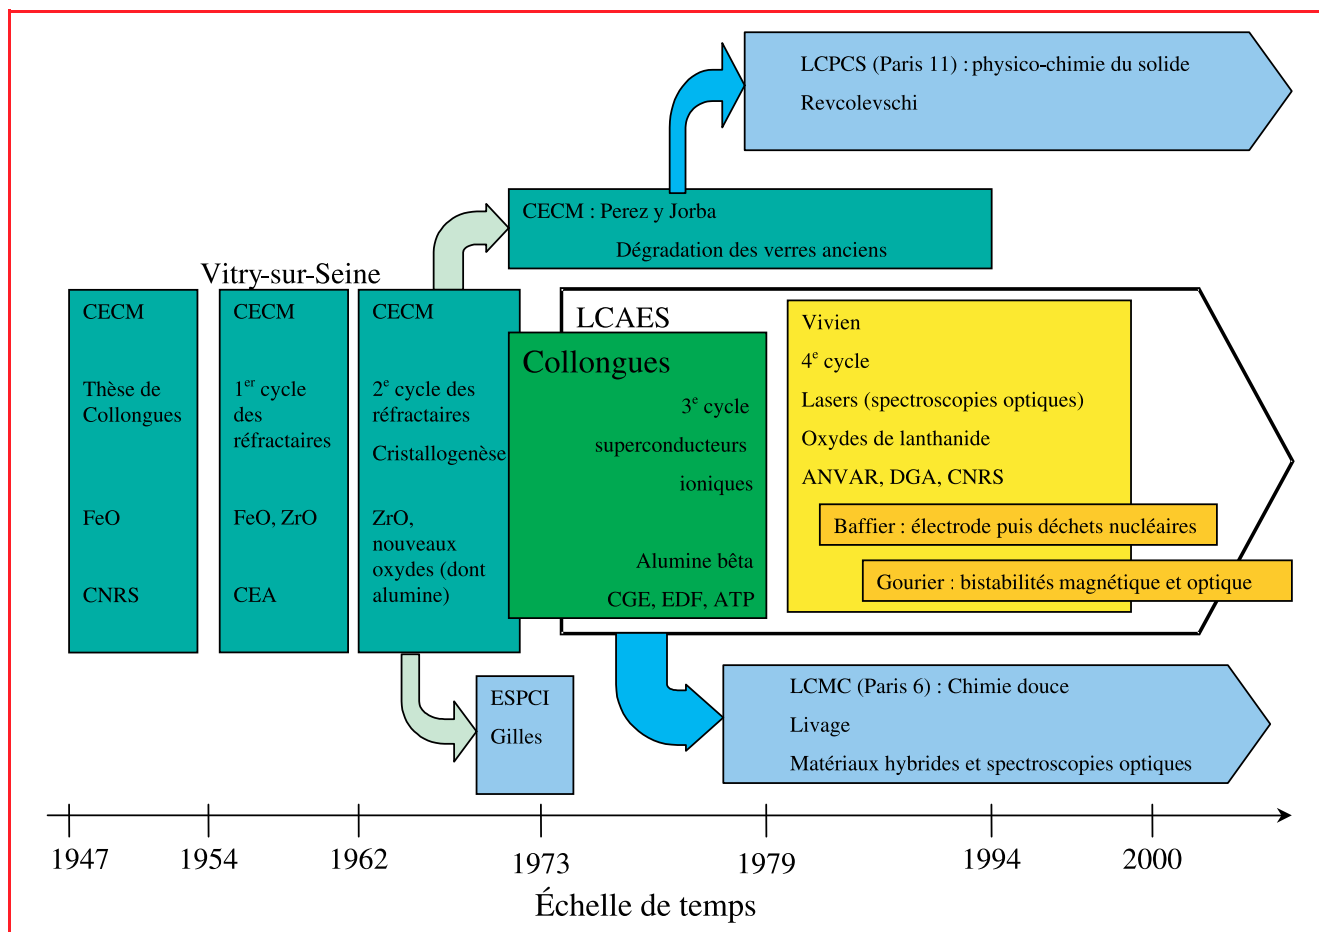 LCPCS (Paris 11) : physico-chimie du solide
Revcolevschi
CECM : Perez y Jorba
Dégradation des verres anciens
Vitry-sur-Seine
CECM
Thèse de
Collongues
FeO
CNRS
CECM
1er cycle
des
réfractaires
FeO, ZrO
CEA
CECM
2e cycle des
réfractaires
Cristallogenèse
ZrO,
nouveaux
oxydes (dont
alumine)
LCAES
Collongues
3e cycle
superconducteurs
ioniques
Alumine bêta
CGE, EDF, ATP
Vivien
4e cycle
Lasers (spectroscopies optiques)
Oxydes de lanthanide
ANVAR, DGA, CNRS
Baffier : électrode puis déchets nucléaires
Gourier : bistabilités magnétique et optique
ESPCI
Gilles
LCMC (Paris 6) : Chimie douce
Livage
Matériaux hybrides et spectroscopies optiques
1947
1954
1962
1973
1979
1994
2000
Échelle de temps